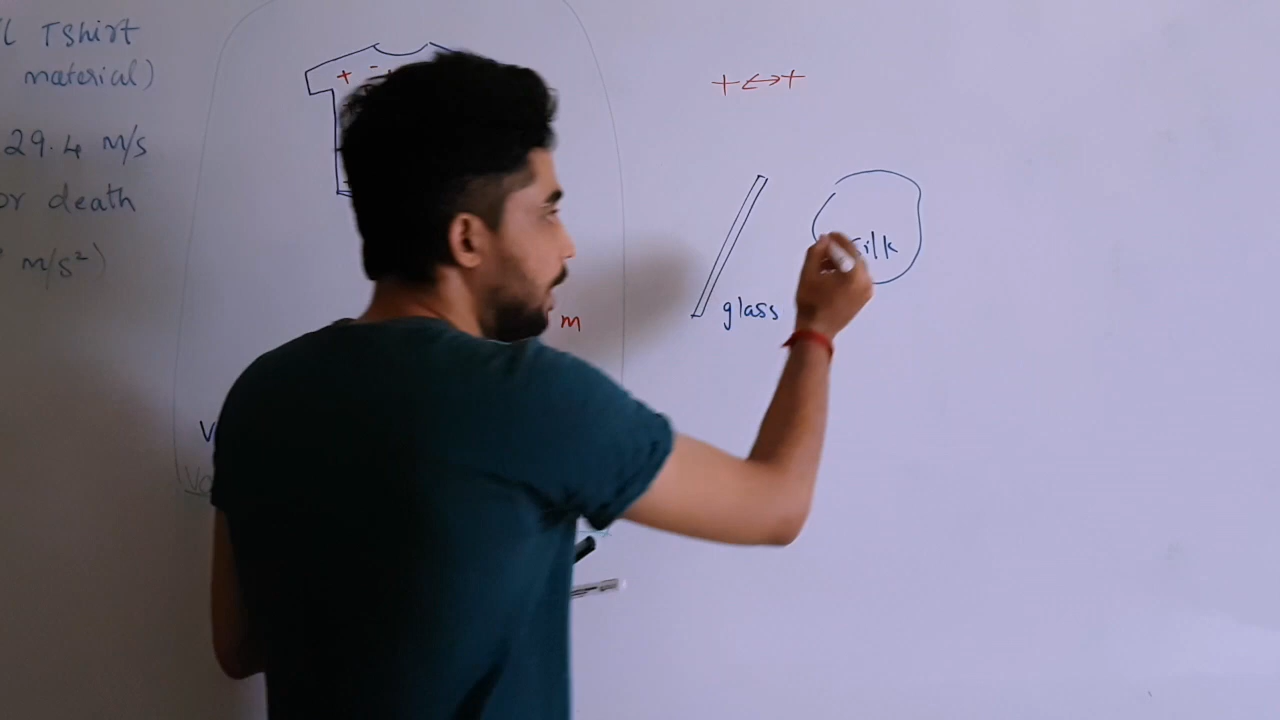 TShirt
material)
29.4 m/s
or death
m/s²)
+ -
+ <-> +
silk
glass
m